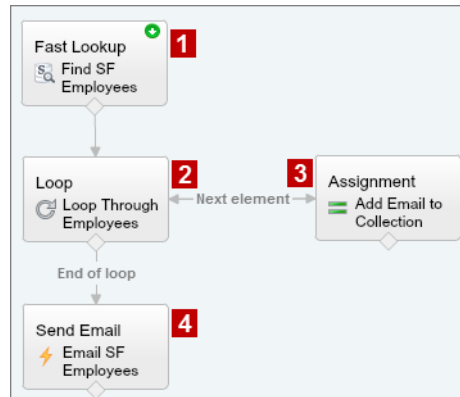 Fast Lookup
Find SF
Employees
1
Loop
Loop Through
Employees
2
Next element
3
Assignment
Add Email to
Collection
End of loop
Send Email
Email SF
Employees
4